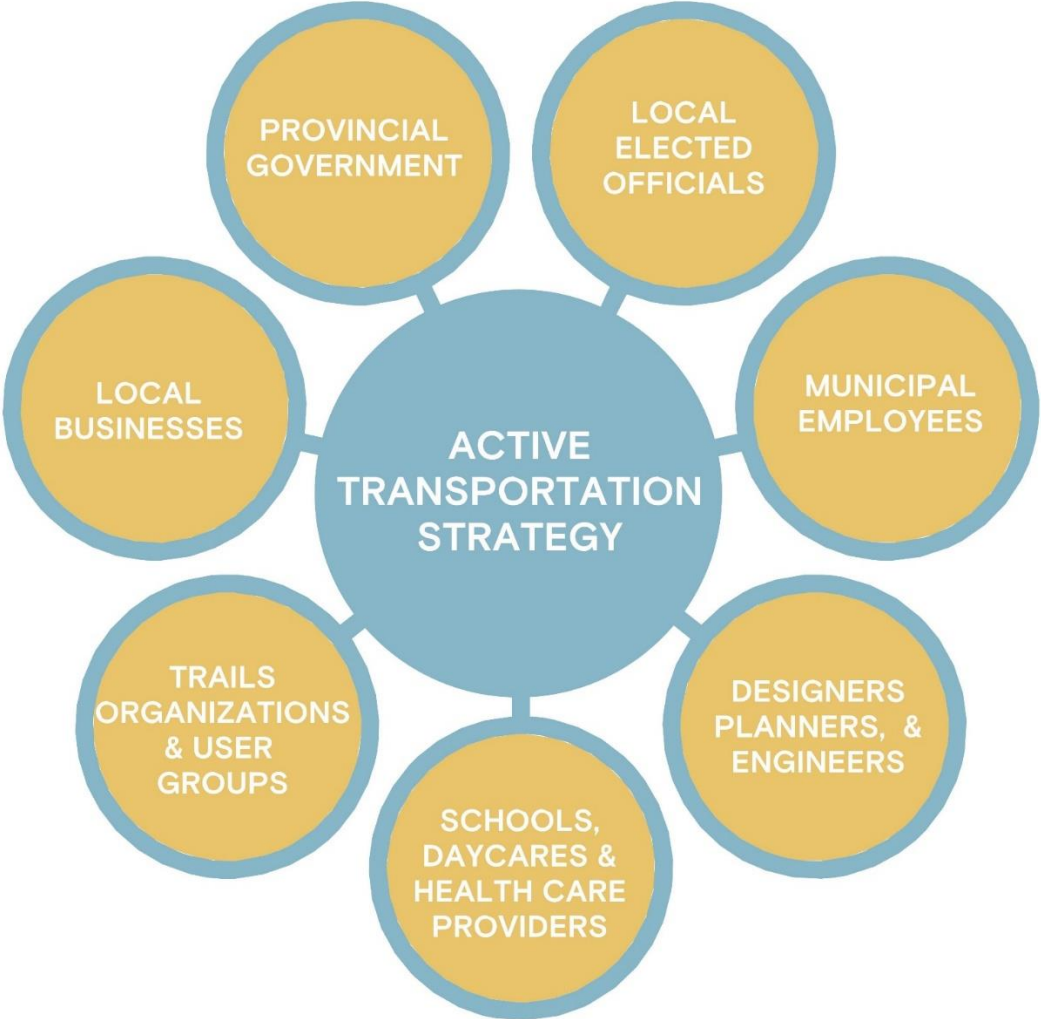 PROVINCIAL
GOVERNMENT
LOCAL
ELECTED
OFFICIALS
LOCAL
BUSINESSES
MUNICIPAL
EMPLOYEES
ACTIVE
TRANSPORTATION
STRATEGY
TRAILS
ORGANIZATIONS
& USER
GROUPS
DESIGNERS
PLANNERS, &
ENGINEERS
SCHOOLS,
DAYCARES &
HEALTH CARE
PROVIDERS